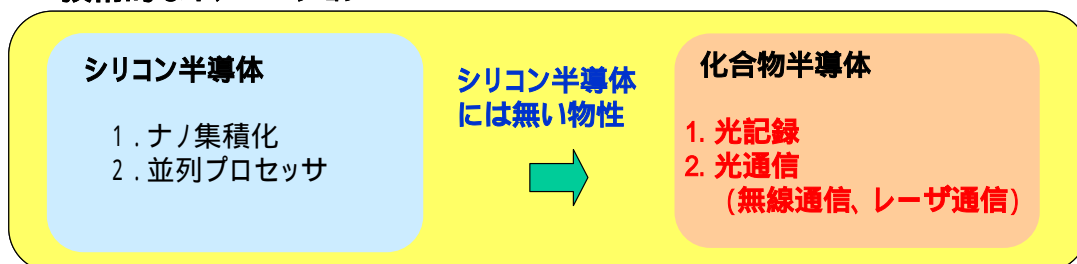 シリコン半導体
1．ナノ集積化
2．並列プロセッサ
シリコン半導体
には無い物性
化合物半導体
1. 光記録
2. 光通信
(無線通信、レーザ通信)